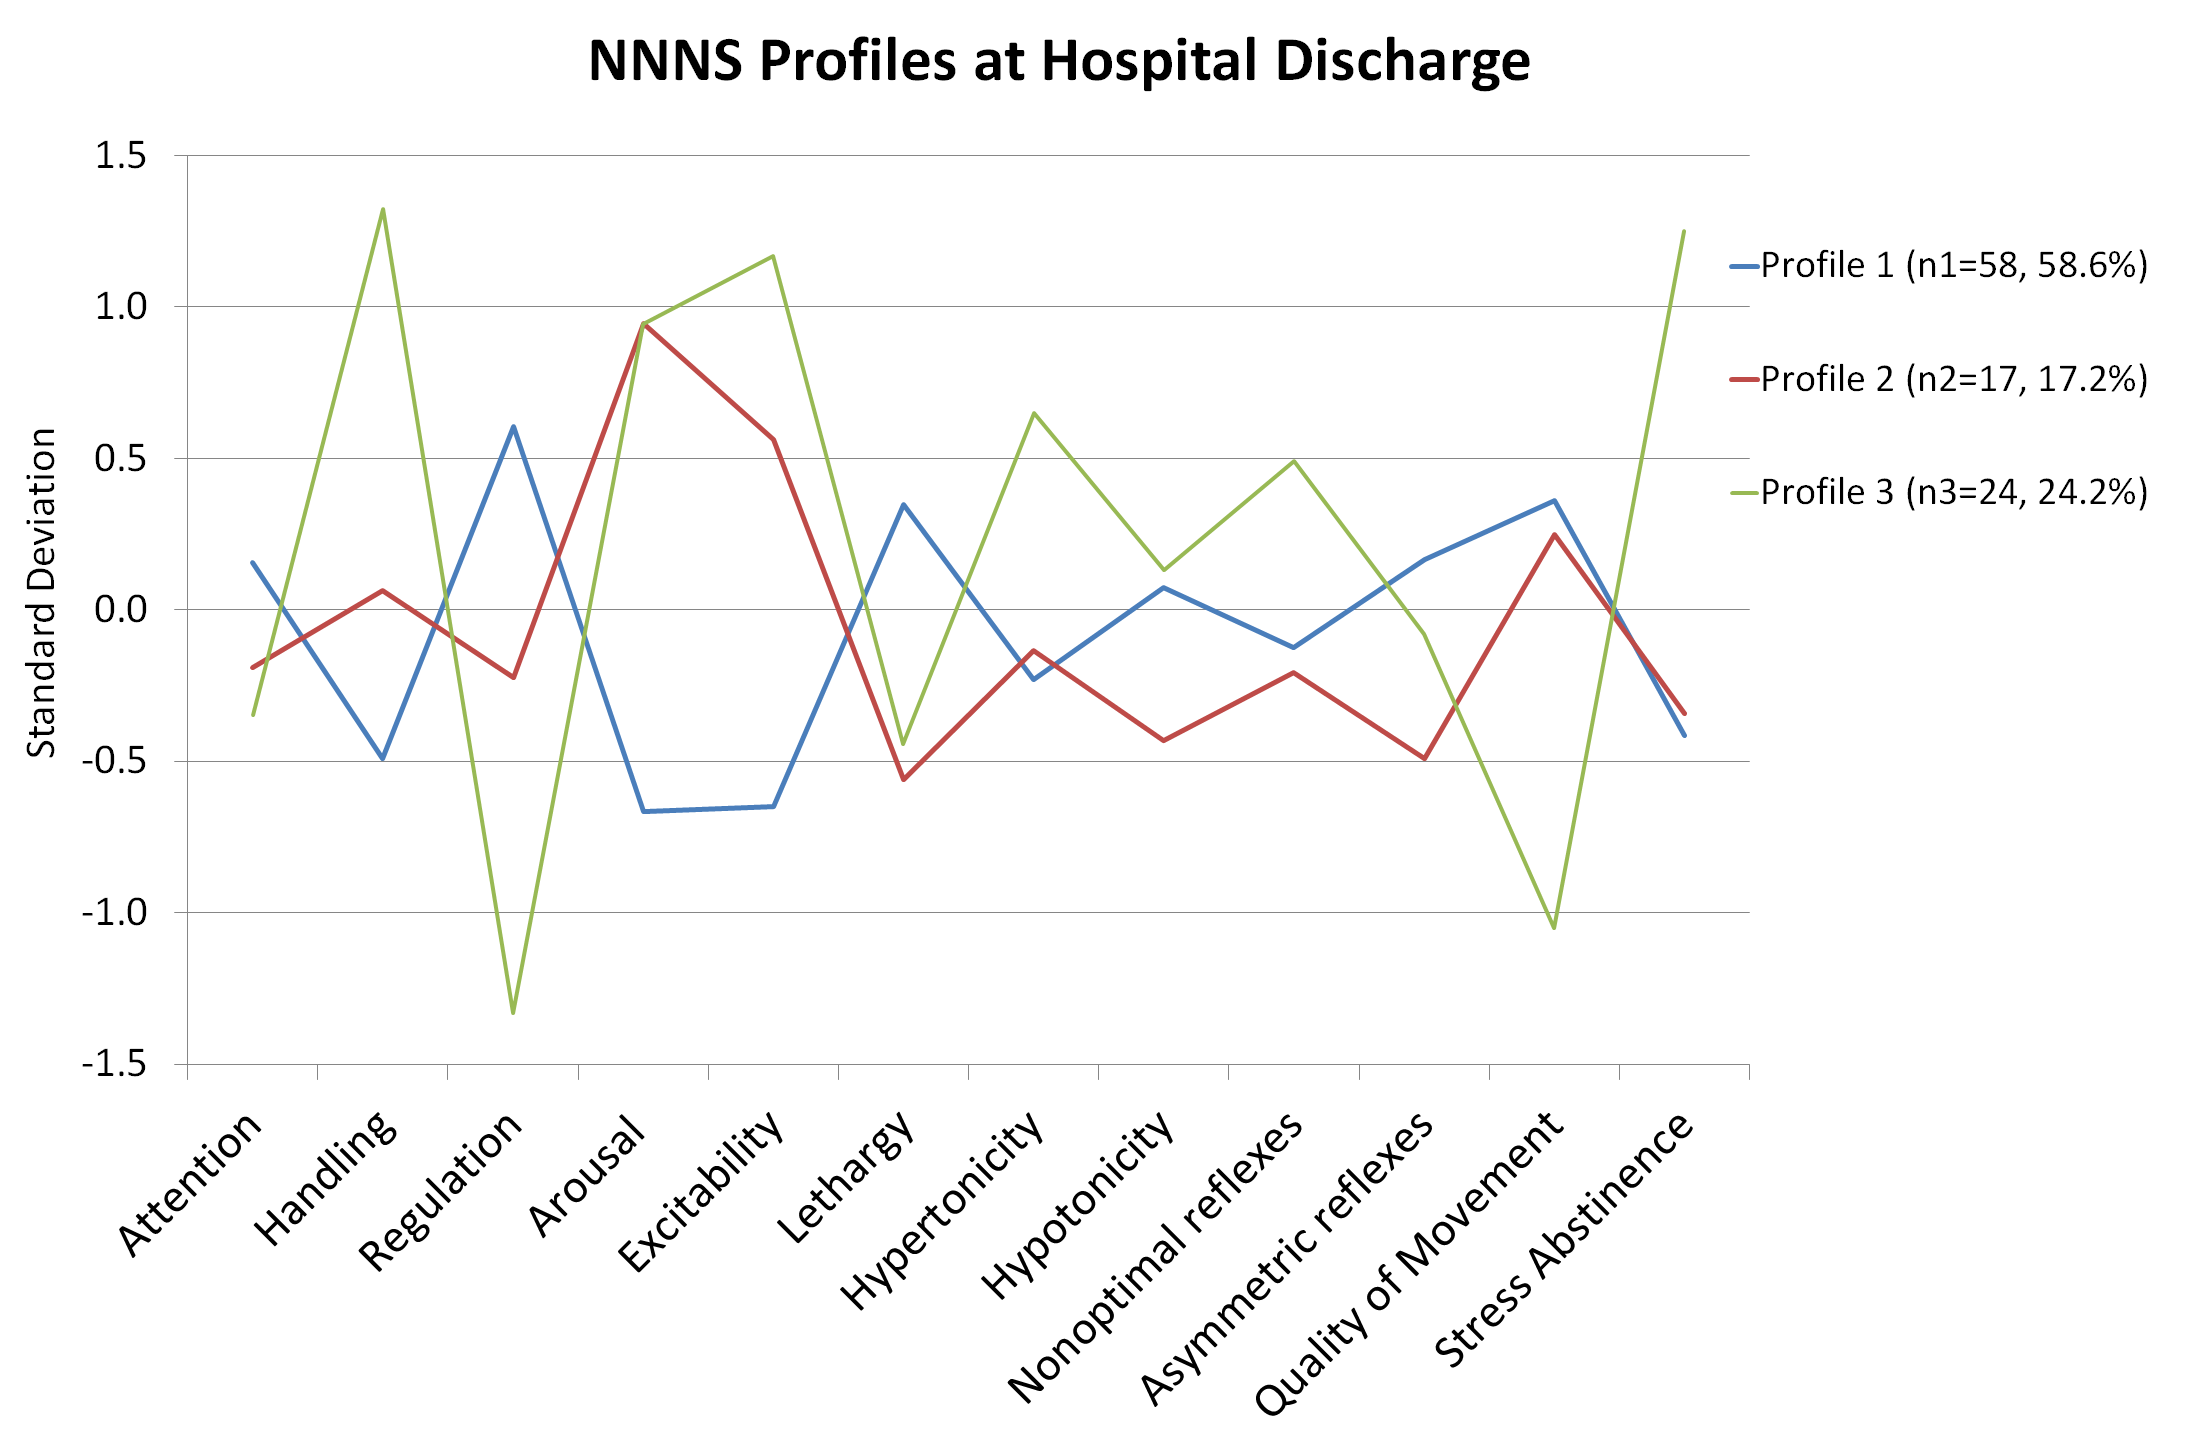 NNNS Profiles at Hospital Discharge
1.5
1.0
0.5
0.0
-0.5
-1.0
-1.5
Standard Deviation
Attention
Handling
Regulation
Arousal
Excitability
Lethargy
Hypertonicity
Hypotonicity
Nonoptimal reflexes
Asymmetric reflexes
Quality of Movement
Stress Abstinence
Profile 1 (n1=58, 58.6%)
Profile 2 (n2=17, 17.2%)
Profile 3 (n3=24, 24.2%)